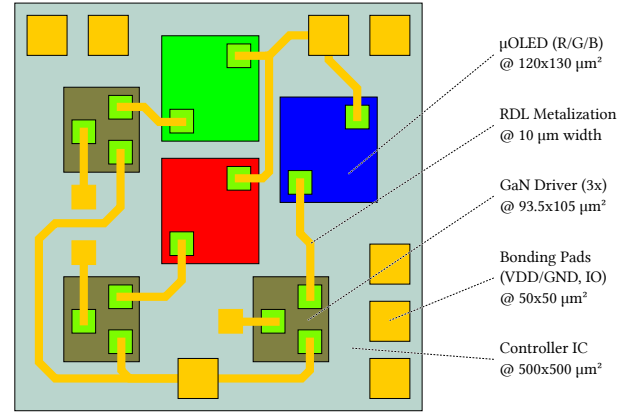 µOLED (R/G/B)
@ 120x130 µm²
RDL Metalization
@ 10 µm width
GaN Driver (3x)
@ 93.5x105 µm²
Bonding Pads
(VDD/GND, IO)
@ 50x50 µm²
Controller IC
@ 500x500 µm²